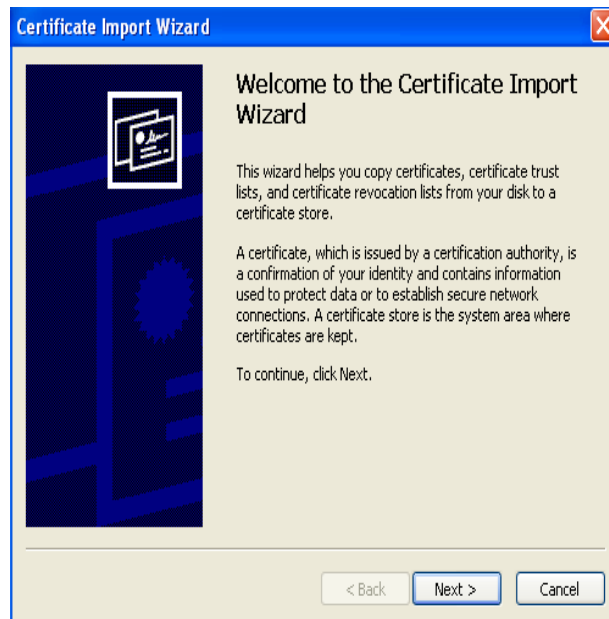 Certificate Import Wizard
Welcome to the Certificate Import
Wizard
This wizard helps you copy certificates, certificate trust
lists, and certificate revocation lists from your disk to a
certificate store.
A certificate, which is issued by a certification authority, is
a confirmation of your identity and contains information
used to protect data or to establish secure network
connections. A certificate store is the system area where
certificates are kept.
To continue, click Next.
< Back
Next >
Cancel